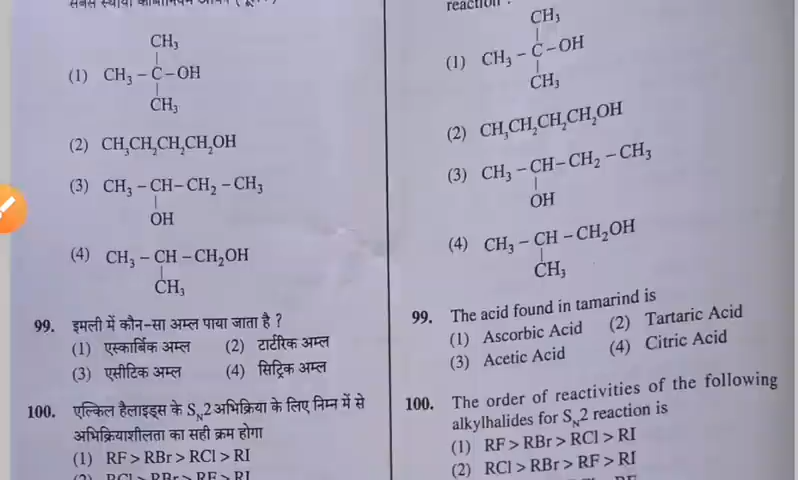 CH₃
|
(1) CH₃ – C – OH
|
CH₃
(2) CH₃CH₂CH₂CH₂OH
(3) CH₃ – CH – CH₂ – CH₃
|
OH
(4) CH₃ – CH – CH₂OH
|
CH₃
99. इमली में कौन-सा अम्ल पाया जाता है ?
(1) एस्कार्बिक अम्ल (2) टार्टरिक अम्ल
(3) एसीटिक अम्ल (4) सिट्रिक अम्ल
100. एल्किल हैलाइड्स के S_N2 अभिक्रिया के लिए निम्न में से
अभिक्रियाशीलता का सही क्रम होगा
(1) RF > RBr > RCl > RI
reaction :
CH₃
|
(1) CH₃ – C – OH
|
CH₃
(2) CH₃CH₂CH₂CH₂OH
(3) CH₃ – CH – CH₂ – CH₃
|
OH
(4) CH₃ – CH – CH₂OH
|
CH₃
99. The acid found in tamarind is
(1) Ascorbic Acid (2) Tartaric Acid
(3) Acetic Acid (4) Citric Acid
100. The order of reactivities of the following
alkylhalides for S_N2 reaction is
(1) RF > RBr > RCl > RI
(2) RCl > RBr > RF > RI